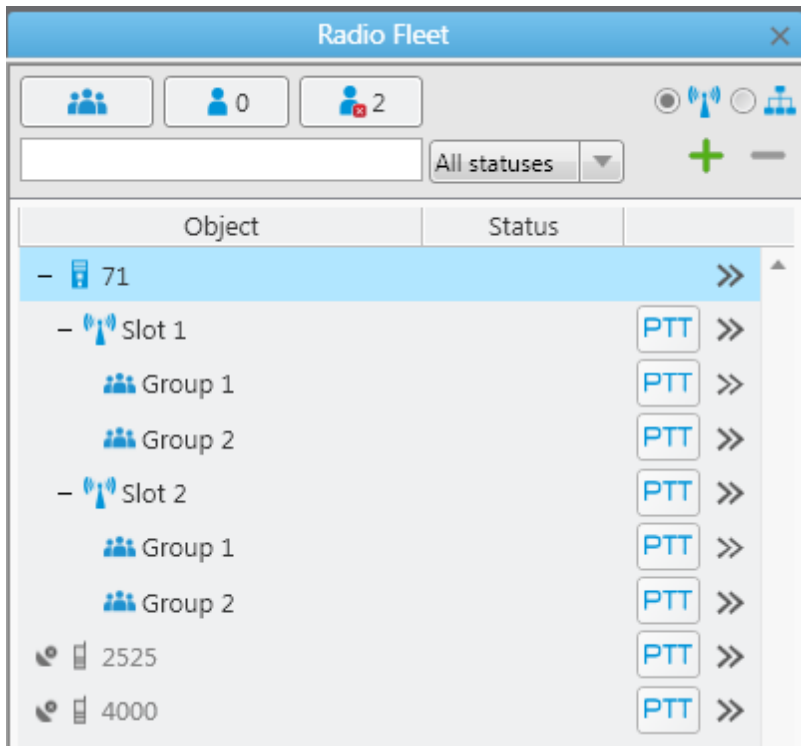 Radio Fleet
0 2
All statuses
Object Status
71
Slot 1 PTT
Group 1 PTT
Group 2 PTT
Slot 2 PTT
Group 1 PTT
Group 2 PTT
2525 PTT
4000 PTT